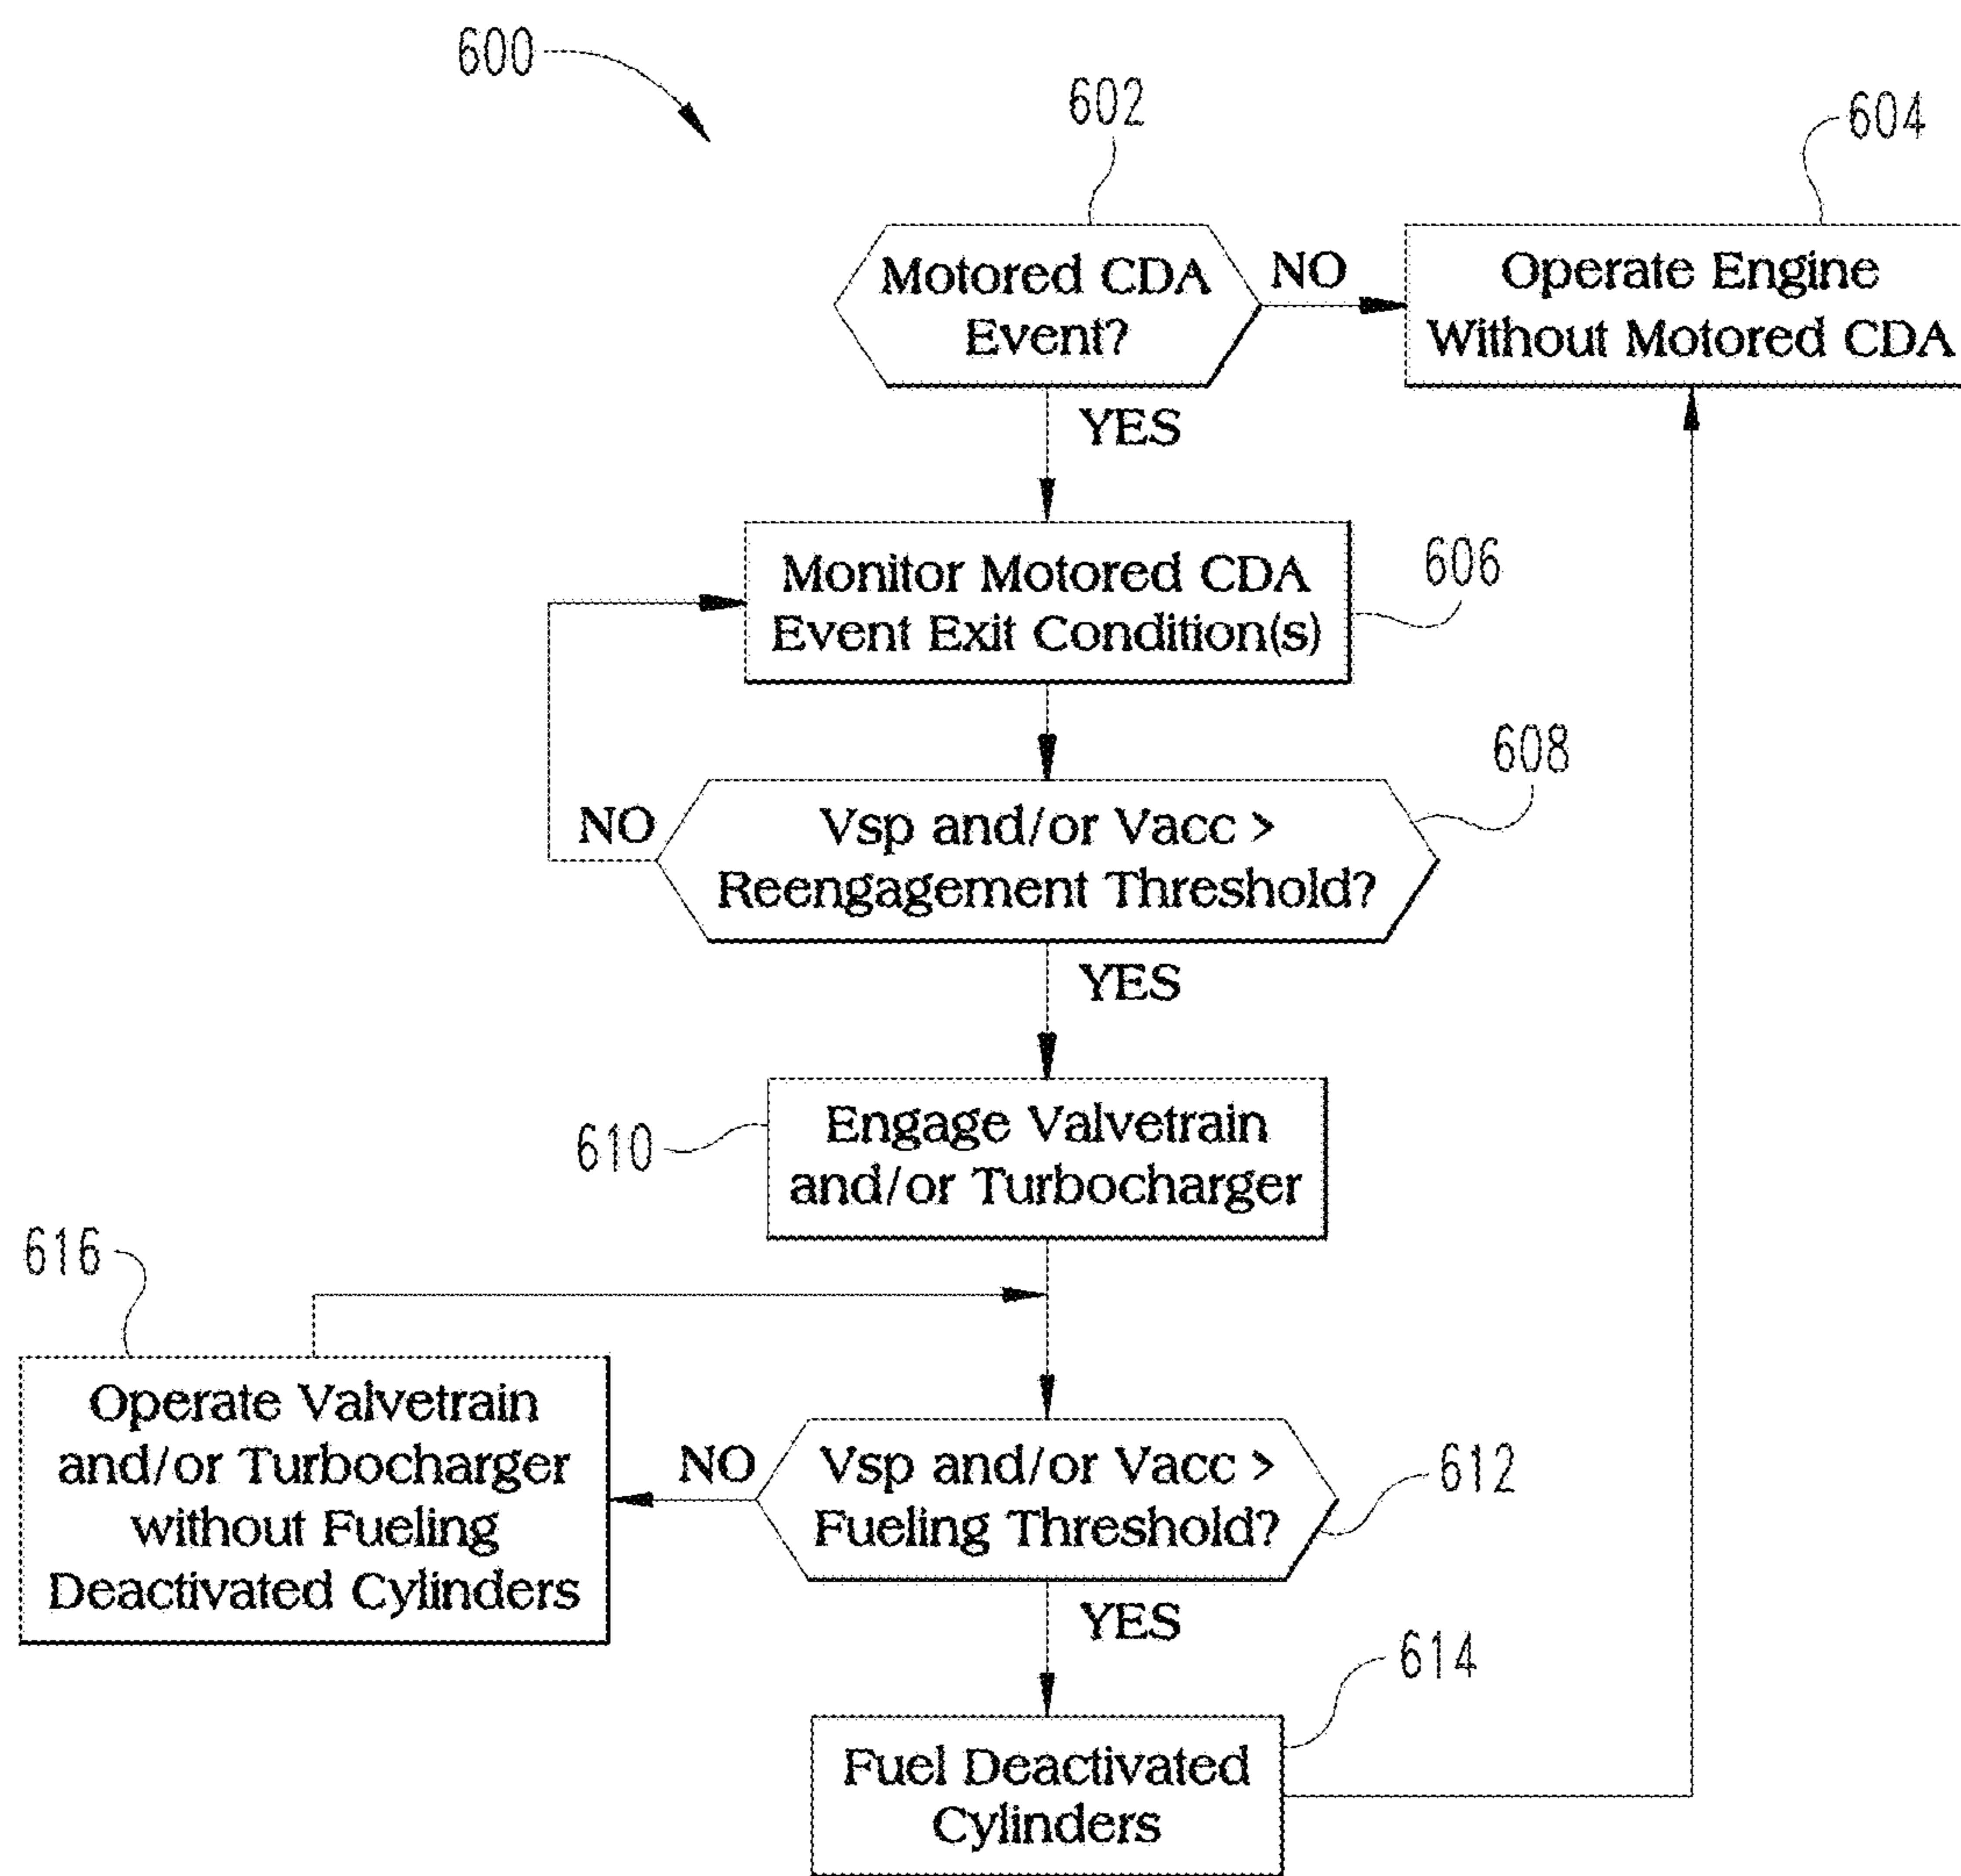 600
602
604
Motored CDA
Event?
NO
Operate Engine
Without Motored CDA
YES
Monitor Motored CDA
Event Exit Condition(s)
606
608
NO
Vsp and/or Vacc >
Reengagement Threshold?
YES
Engage Valvetrain
and/or Turbocharger
610
616
Operate Valvetrain
and/or Turbocharger
without Fueling
Deactivated Cylinders
NO
Vsp and/or Vacc >
Fueling Threshold?
612
YES
614
Fuel Deactivated
Cylinders